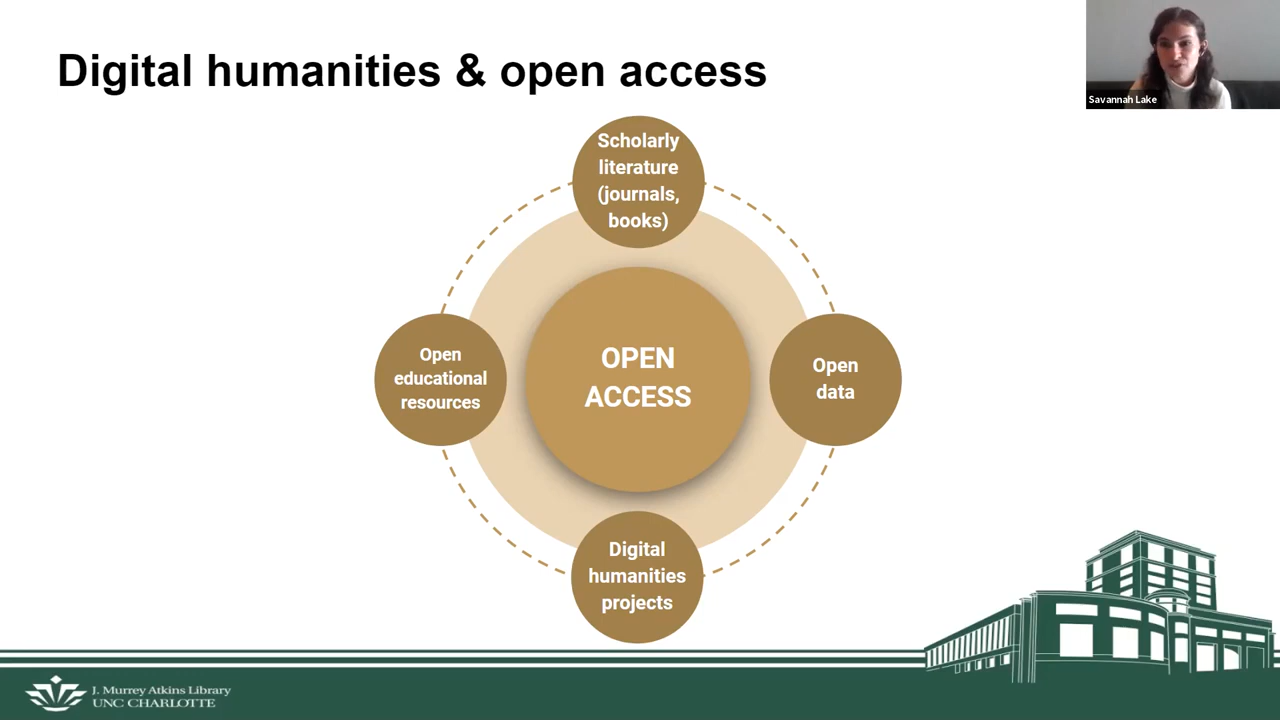 Digital humanities & open access
Savannah Lake
Scholarly
literature
(journals,
books)
Open
educational
resources
OPEN
ACCESS
Open
data
Digital
humanities
projects
J. Murrey Atkins Library
UNC CHARLOTTE